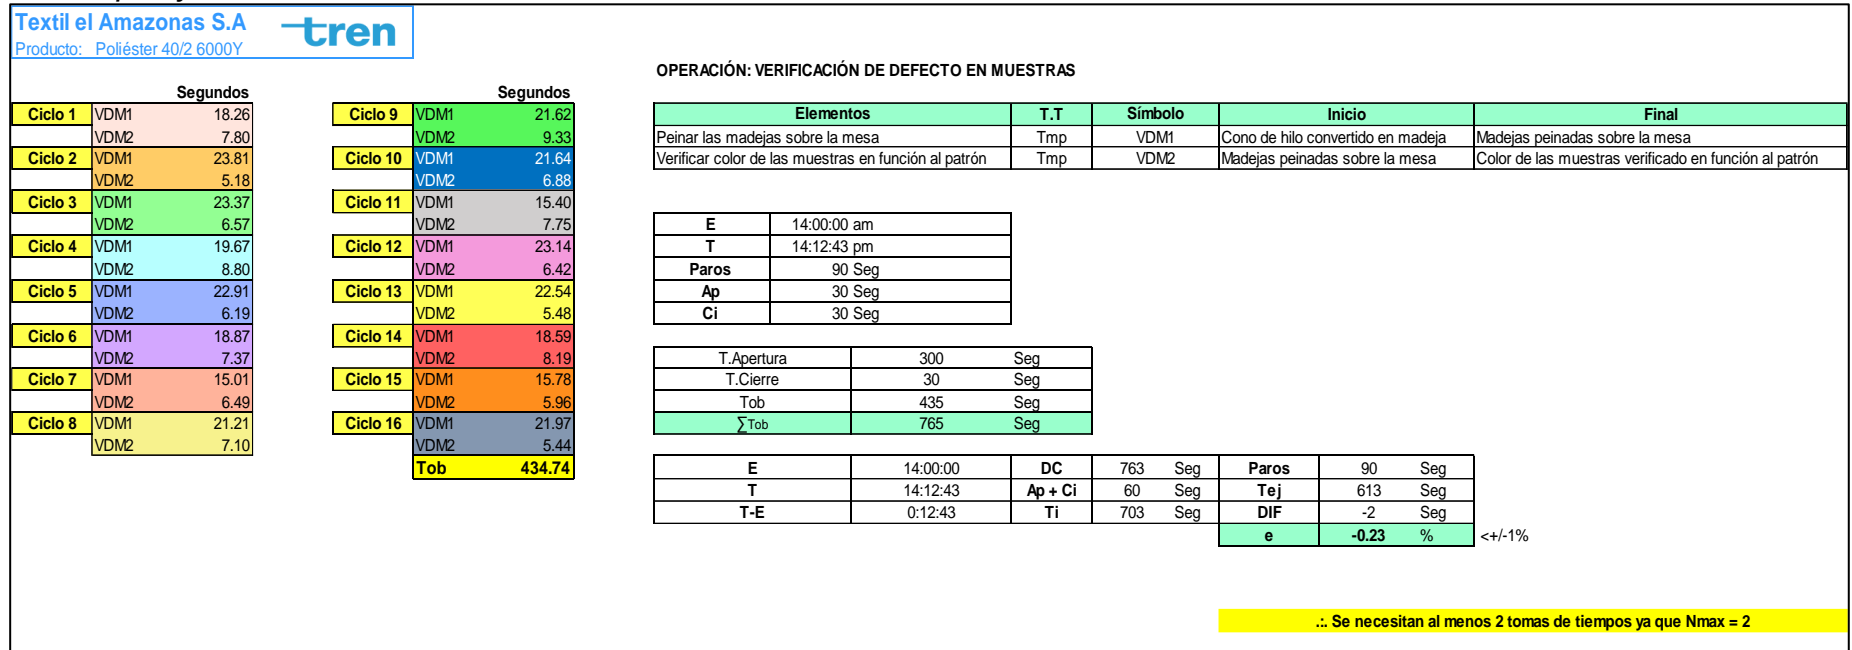 Textil el Amazonas S.A
tren
Producto: Poliéster 40/2 6000Y
OPERACIÓN: VERIFICACIÓN DE DEFECTO EN MUESTRAS
Segundos Segundos
Ciclo 1 VDM1 18.26 Ciclo 9 VDM1 21.62 Elementos T.T Símbolo Inicio Final
VDM2 7.80 VDM2 9.33 Peinar las madejas sobre la mesa Tmp VDM1 Cono de hilo convertido en madeja Madejas peinadas sobre la mesa
Ciclo 2 VDM1 23.81 Ciclo 10 VDM1 21.64 Verificar color de las muestras en función al patrón Tmp VDM2 Madejas peinadas sobre la mesa Color de las muestras verificado en función al patrón
VDM2 5.18 VDM2 6.88
Ciclo 3 VDM1 23.37 Ciclo 11 VDM1 15.40
VDM2 6.57 VDM2 7.75 E 14:00:00 am
Ciclo 4 VDM1 19.67 Ciclo 12 VDM1 23.14 T 14:12:43 pm
VDM2 8.80 VDM2 6.42 Paros 90 Seg
Ciclo 5 VDM1 22.91 Ciclo 13 VDM1 22.54 Ap 30 Seg
VDM2 6.19 VDM2 5.48 Ci 30 Seg
Ciclo 6 VDM1 18.87 Ciclo 14 VDM1 18.59
VDM2 7.37 VDM2 8.19 T.Apertura 300 Seg
Ciclo 7 VDM1 15.01 Ciclo 15 VDM1 15.78 T.Cierre 30 Seg
VDM2 6.49 VDM2 5.96 Tob 435 Seg
Ciclo 8 VDM1 21.21 Ciclo 16 VDM1 21.97 ∑Tob 765 Seg
VDM2 7.10 VDM2 5.44
Tob 434.74 E 14:00:00 DC 763 Seg Paros 90 Seg
T 14:12:43 Ap + Ci 60 Seg Tej 613 Seg
T-E 0:12:43 Ti 703 Seg DIF -2 Seg
e -0.23 % <+/-1%
.:. Se necesitan al menos 2 tomas de tiempos ya que Nmax = 2